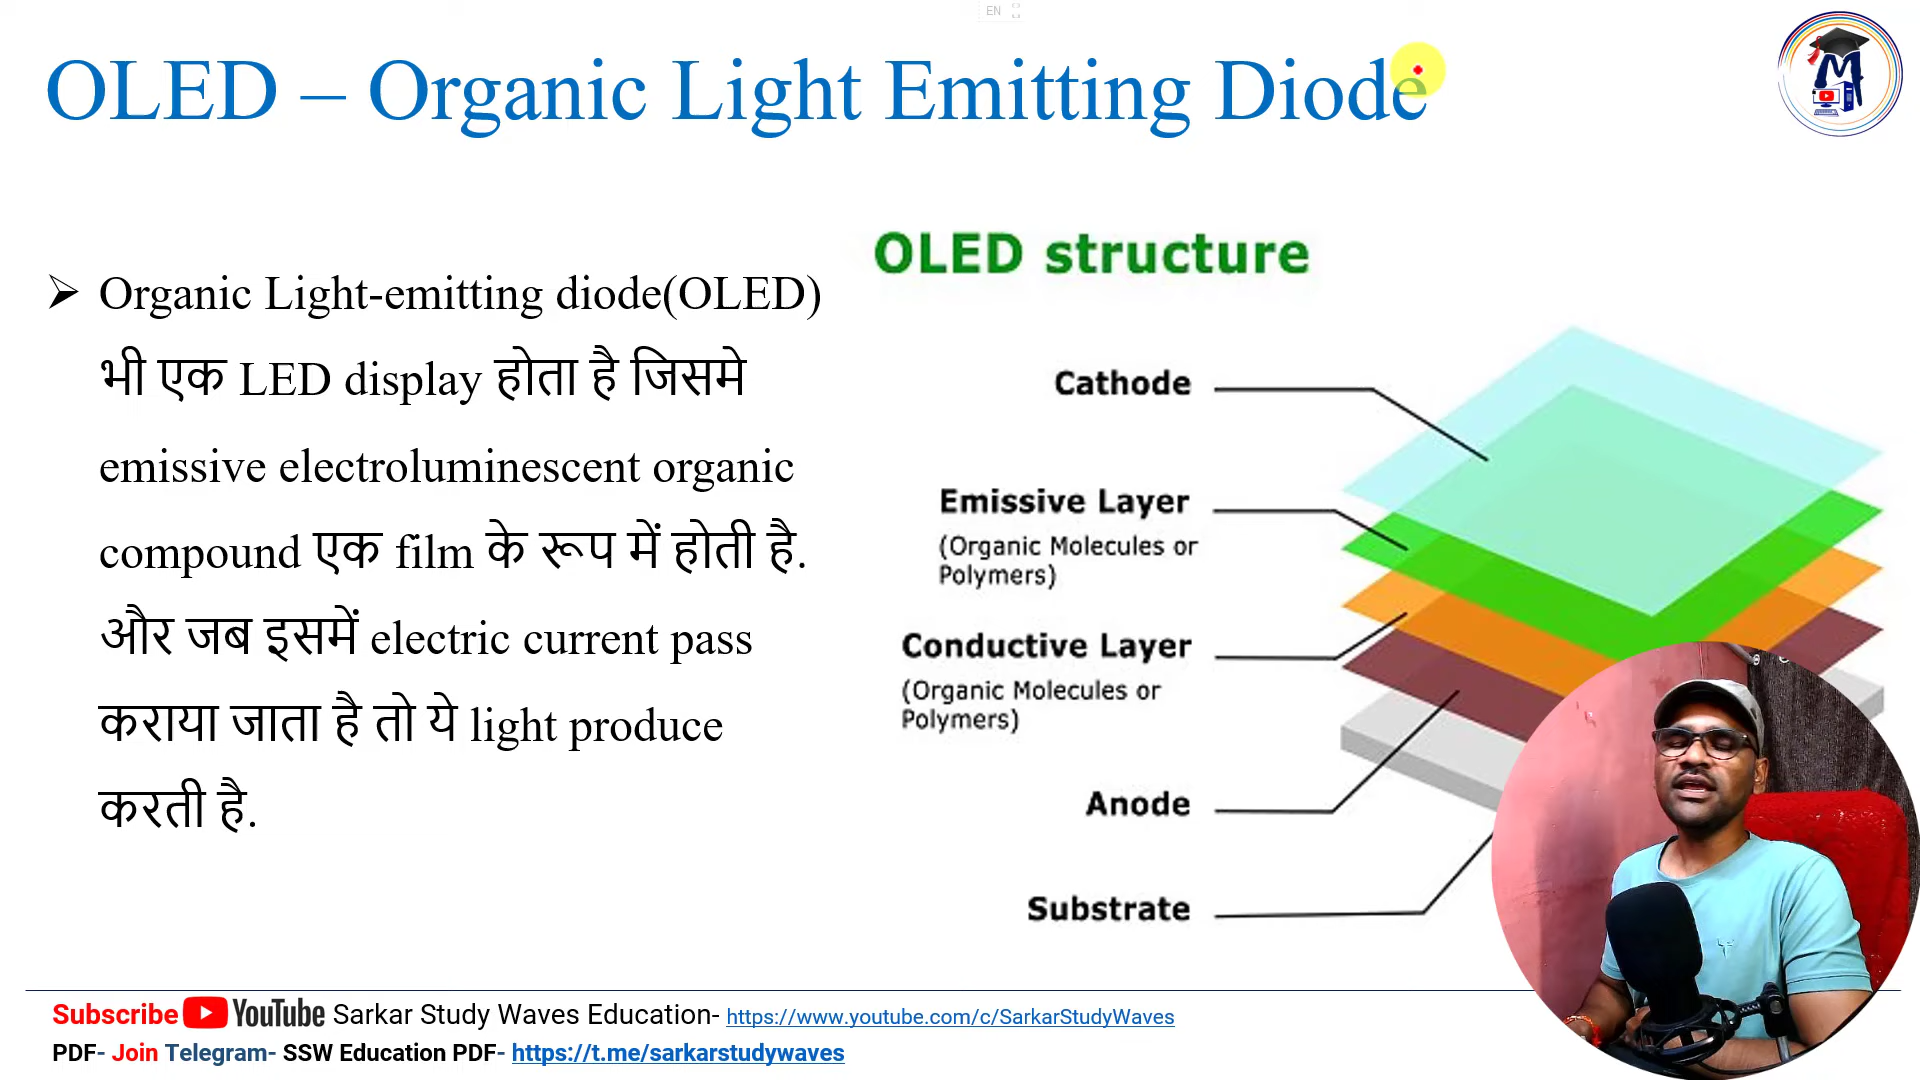 EN
OLED – Organic Light Emitting Diode
➢ Organic Light-emitting diode(OLED)
भी एक LED display होता है जिसमे
emissive electroluminescent organic
compound एक film के रूप में होती है.
और जब इसमें electric current pass
कराया जाता है तो ये light produce
करती है.
OLED structure
Cathode
Emissive Layer
(Organic Molecules or
Polymers)
Conductive Layer
(Organic Molecules or
Polymers)
Anode
Substrate
Subscribe YouTube Sarkar Study Waves Education- https://www.youtube.com/c/SarkarStudyWaves
PDF- Join Telegram- SSW Education PDF- https://t.me/sarkarstudywaves